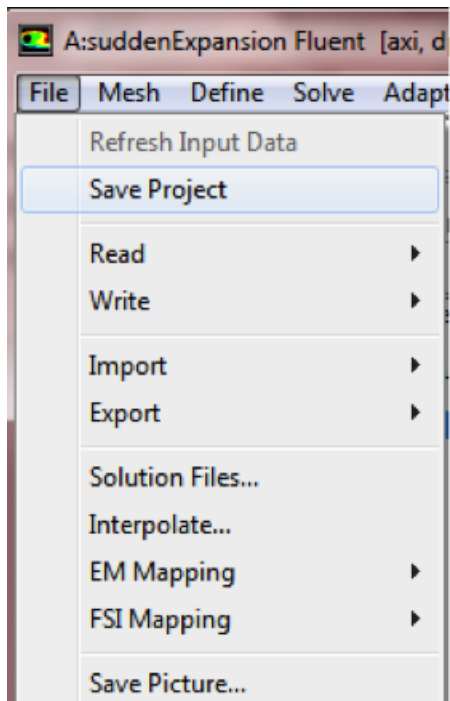 A:suddenExpansion Fluent [axi, d
File Mesh Define Solve Adapt
Refresh Input Data
Save Project
Read
Write
Import
Export
Solution Files...
Interpolate...
EM Mapping
FSI Mapping
Save Picture...